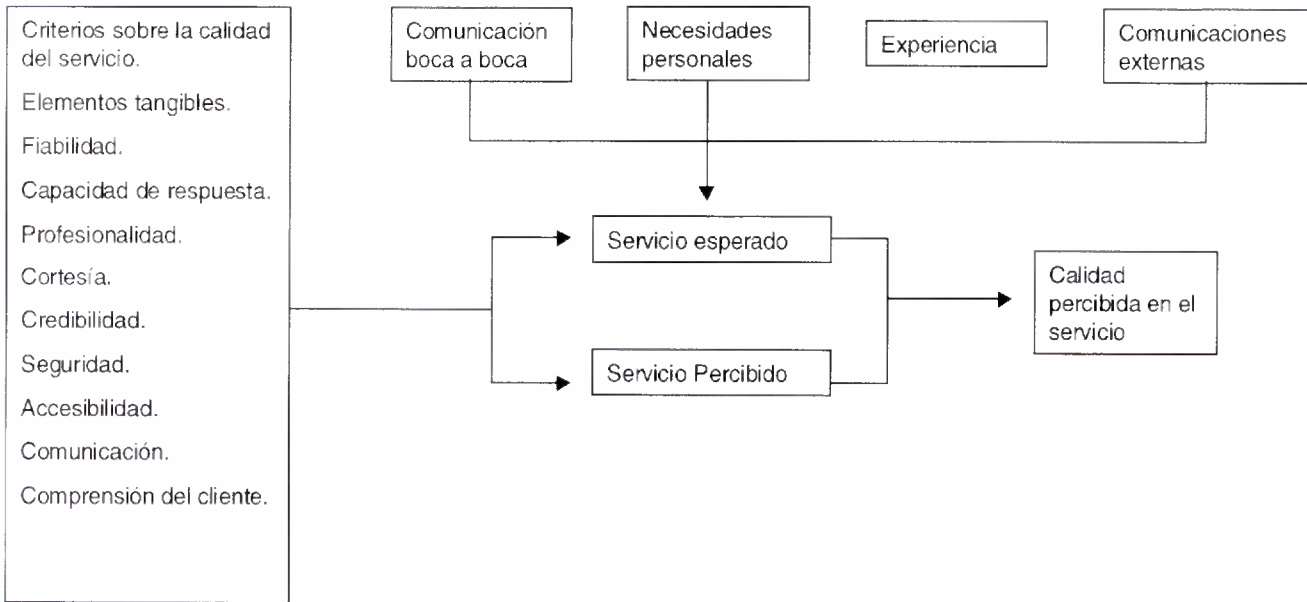 Criterios sobre la calidad
del servicio.
Elementos tangibles.
Fiabilidad.
Capacidad de respuesta.
Profesionalidad.
Cortesía.
Credibilidad.
Seguridad.
Accesibilidad.
Comunicación.
Comprensión del cliente.
Comunicación
boca a boca
Necesidades
personales
Experiencia
Comunicaciones
externas
Servicio esperado
Servicio Percibido
Calidad
percibida en el
servicio